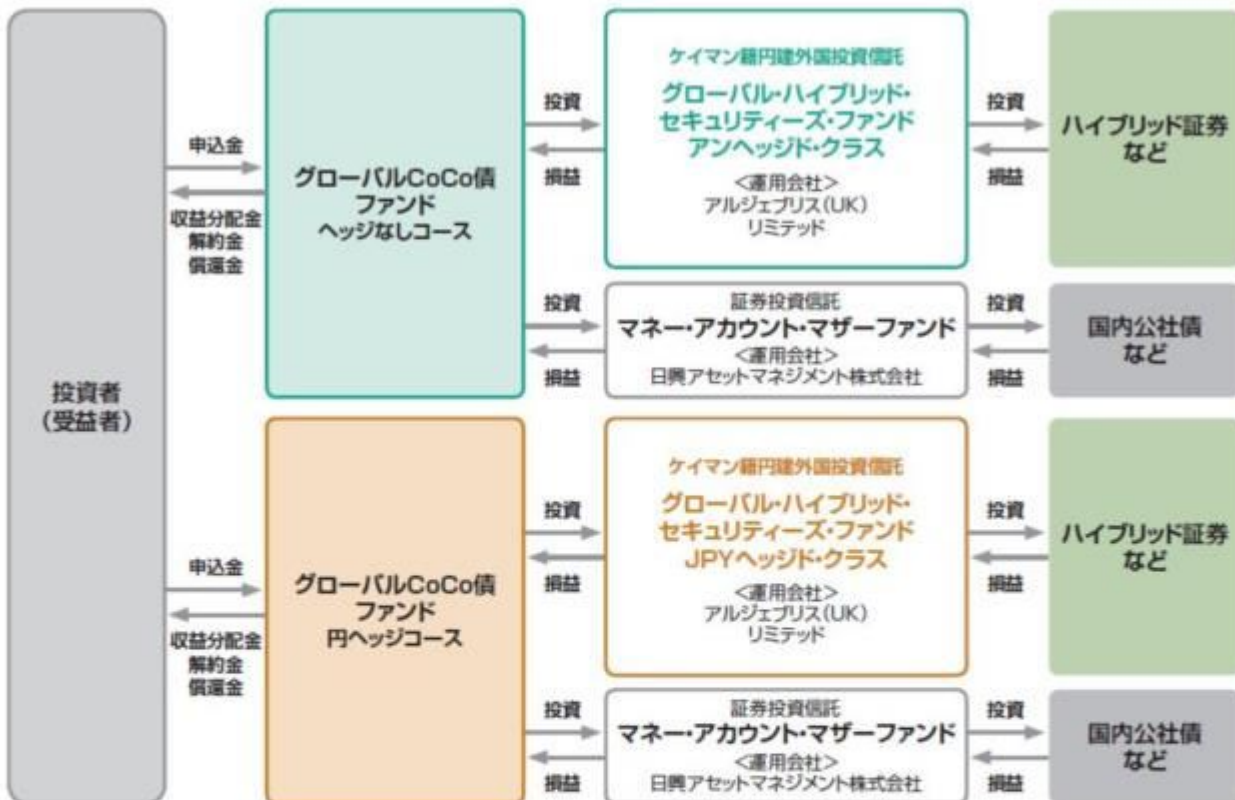 投資者
（受益者）
申込金
収益分配金
解約金
償還金
グローバルCoCo債
ファンド
ヘッジなしコース
投資
損益
ケイマン籍円建外国投資信託
グローバル・ハイブリッド・
セキュリティーズ・ファンド
アンヘッジド・クラス
＜運用会社＞
アルジェブリス(UK)
リミテッド
投資
損益
ハイブリッド証券
など
投資
損益
証券投資信託
マネー・アカウント・マザーファンド
＜運用会社＞
日興アセットマネジメント株式会社
投資
損益
国内公社債
など
申込金
収益分配金
解約金
償還金
グローバルCoCo債
ファンド
円ヘッジコース
投資
損益
ケイマン籍円建外国投資信託
グローバル・ハイブリッド・
セキュリティーズ・ファンド
JPYヘッジド・クラス
＜運用会社＞
アルジェブリス(UK)
リミテッド
投資
損益
ハイブリッド証券
など
投資
損益
証券投資信託
マネー・アカウント・マザーファンド
＜運用会社＞
日興アセットマネジメント株式会社
投資
損益
国内公社債
など